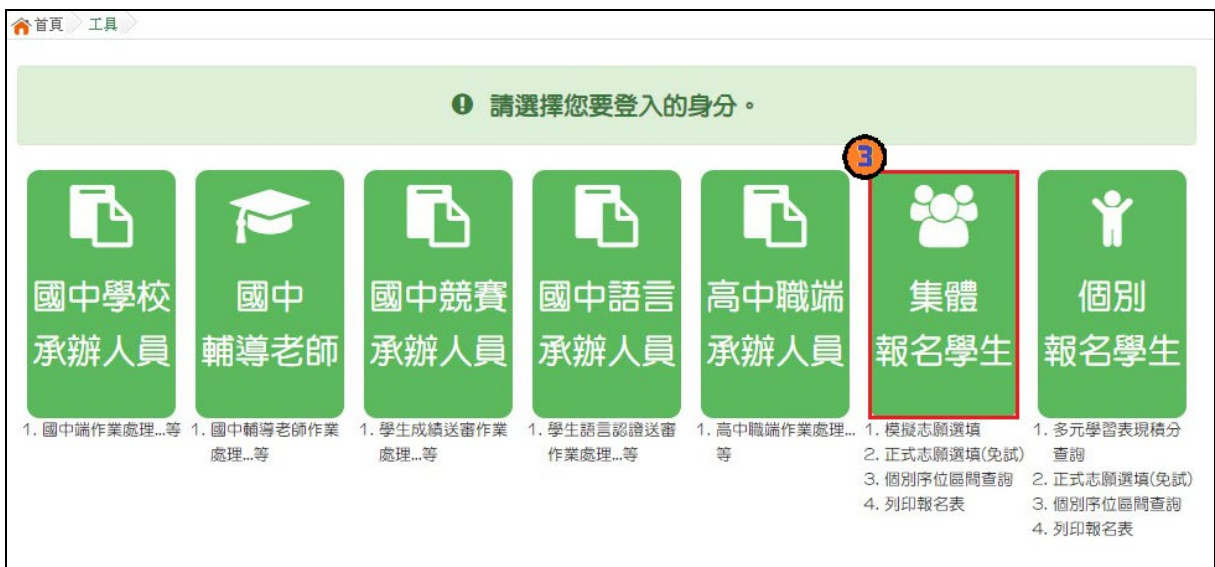 首頁 工具
請選擇您要登入的身分。
3
國中學校
承辦人員
1. 國中端作業處理...等
國中
輔導老師
1. 國中輔導老師作業
處理...等
國中競賽
承辦人員
1. 學生成績送審作業
處理...等
國中語言
承辦人員
1. 學生語言認證送審
作業處理...等
高中職端
承辦人員
1. 高中職端作業處理...
等
集體
報名學生
1. 模擬志願選填
2. 正式志願選填(免試)
3. 個別序位區間查詢
4. 列印報名表
個別
報名學生
1. 多元學習表現積分
查詢
2. 正式志願選填(免試)
3. 個別序位區間查詢
4. 列印報名表